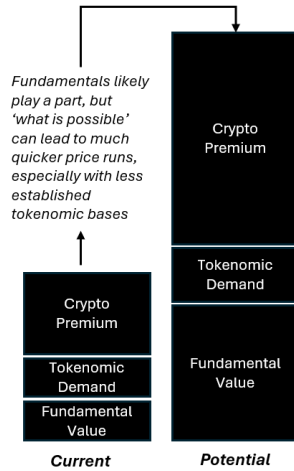 Fundamentals likely
play a part, but
‘what is possible’
can lead to much
quicker price runs,
especially with less
established
tokenomic bases
Crypto
Premium
Tokenomic
Demand
Fundamental
Value
Current
Crypto
Premium
Tokenomic
Demand
Fundamental
Value
Potential